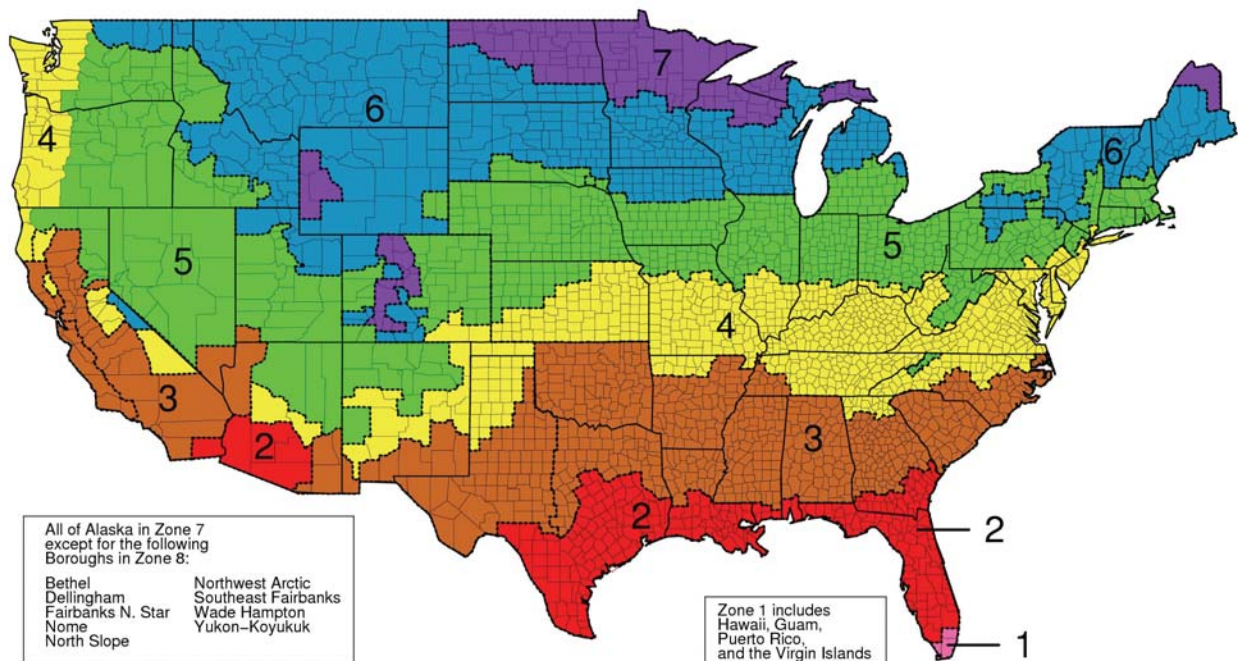 7
6
4
6
5
5
4
3
3
2
2
2
1
All of Alaska in Zone 7
except for the following
Boroughs in Zone 8:
Bethel Northwest Arctic
Dellingham Southeast Fairbanks
Fairbanks N. Star Wade Hampton
Nome Yukon-Koyukuk
North Slope
Zone 1 includes
Hawaii, Guam,
Puerto Rico,
and the Virgin Islands